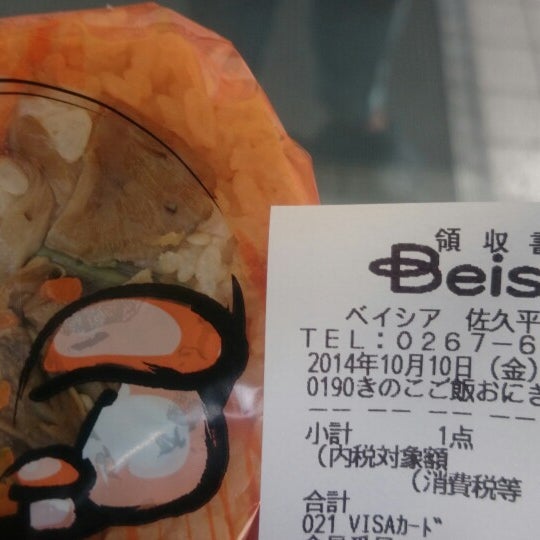 領収書
Beis
ベイシア 佐久平
TEL:0267-6
2014年10月10日(金)
0190きのこご飯おにぎ
小計 1点
(内税対象額
(消費税等
合計
021 VISAカード